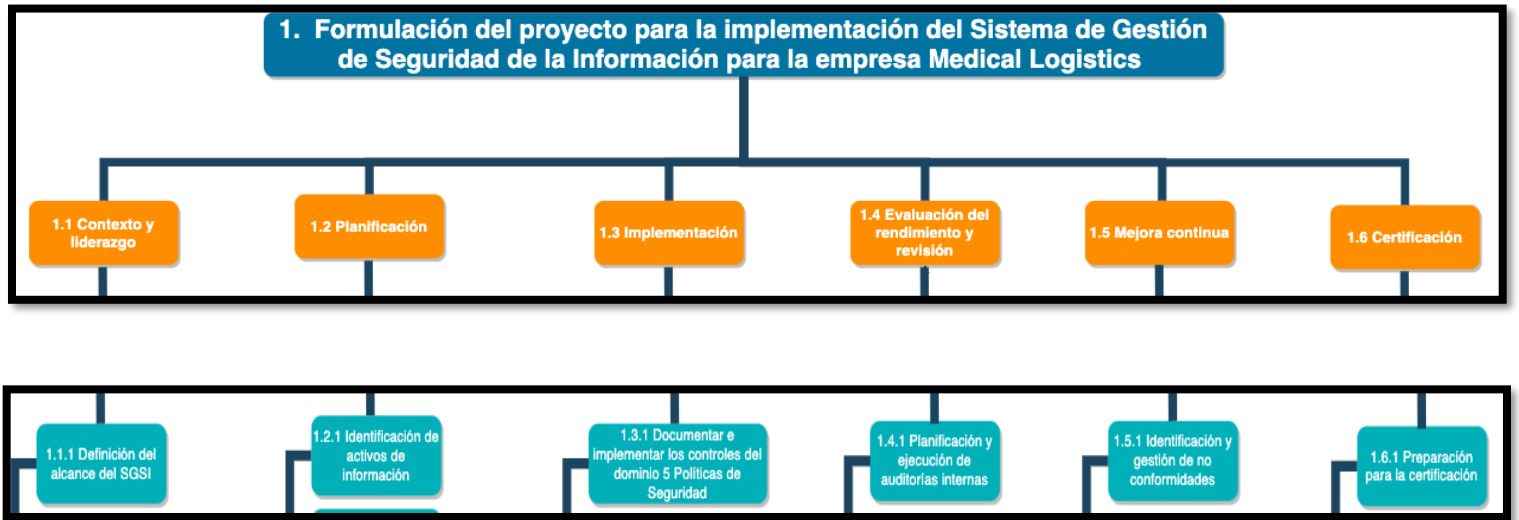 1. Formulación del proyecto para la implementación del Sistema de Gestión
de Seguridad de la Información para la empresa Medical Logistics
1.1 Contexto y
liderazgo
1.2 Planificación
1.3 Implementación
1.4 Evaluación del
rendimiento y
revisión
1.5 Mejora continua
1.6 Certificación
1.1.1 Definición del
alcance del SGSI
1.2.1 Identificación de
activos de
información
1.3.1 Documentar e
implementar los controles del
dominio 5 Políticas de
Seguridad
1.4.1 Planificación y
ejecución de
auditorías internas
1.5.1 Identificación y
gestión de no
conformidades
1.6.1 Preparación
para la certificación